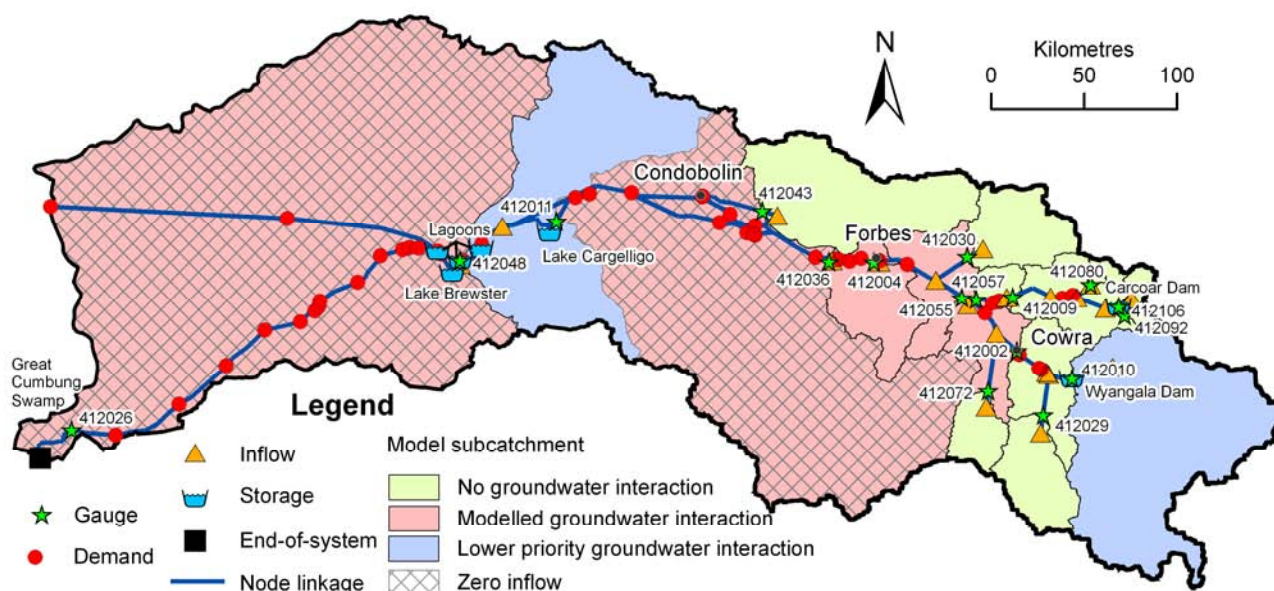 N
Kilometres
0 50 100
Condobolin
412043
412011
Lagoons
Forbes
412030
Lake Cargelligo
412048
412080
412057
Carcoar Dam
412036
412004
Lake Brewster
412009
412106
412055
412092
Cowra
412002
412010
Great
Cumbung
Swamp
Wyangala Dam
412072
412026
412029
Legend
Model subcatchment
Inflow
No groundwater interaction
Storage
Gauge
Modelled groundwater interaction
End-of-system
Demand
Lower priority groundwater interaction
Node linkage
Zero inflow